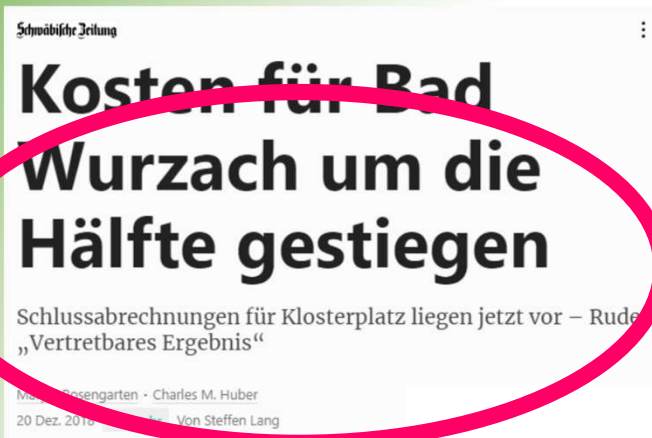 Schwäbische Zeitung
Kosten für Bad
Wurzach um die
Hälfte gestiegen
Schlussabrechnungen für Klosterplatz liegen jetzt vor – Rude
„Vertretbares Ergebnis“
Rosengarten · Charles M. Huber
20 Dez. 2018 Von Steffen Lang